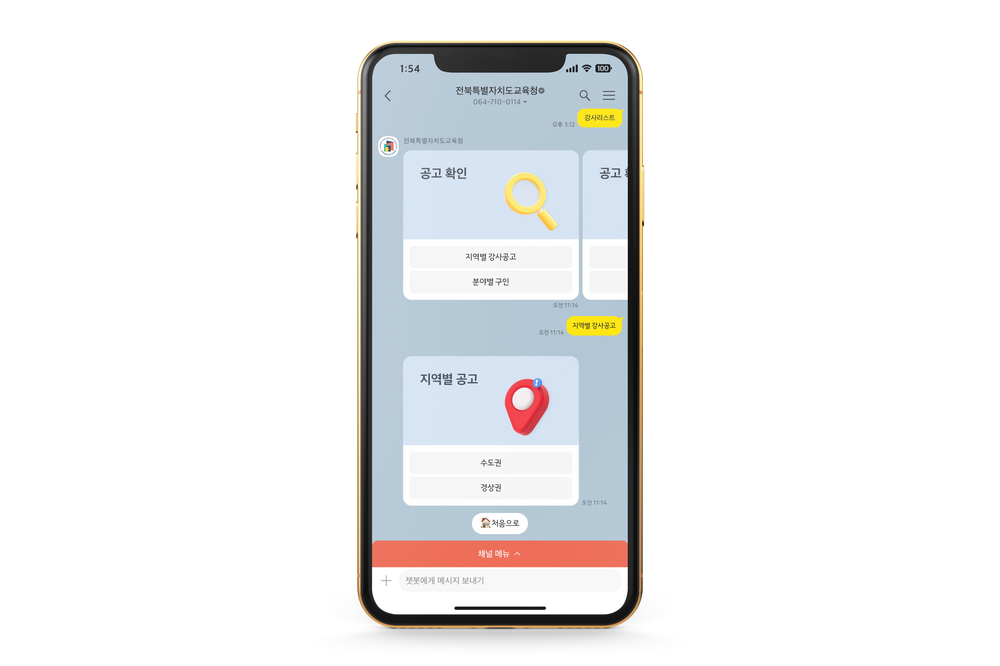 1:54
100
전북특별자치도교육청
064-710-0114
강사리스트
오후 3:12
전북특별자치도교육청
공고 확인
공고
지역별 강사공고
분야별 구인
오전 11:14
지역별 강사공고
오전 11:14
지역별 공고
수도권
경상권
오전 11:14
처음으로
채널 메뉴
챗봇에게 메시지 보내기